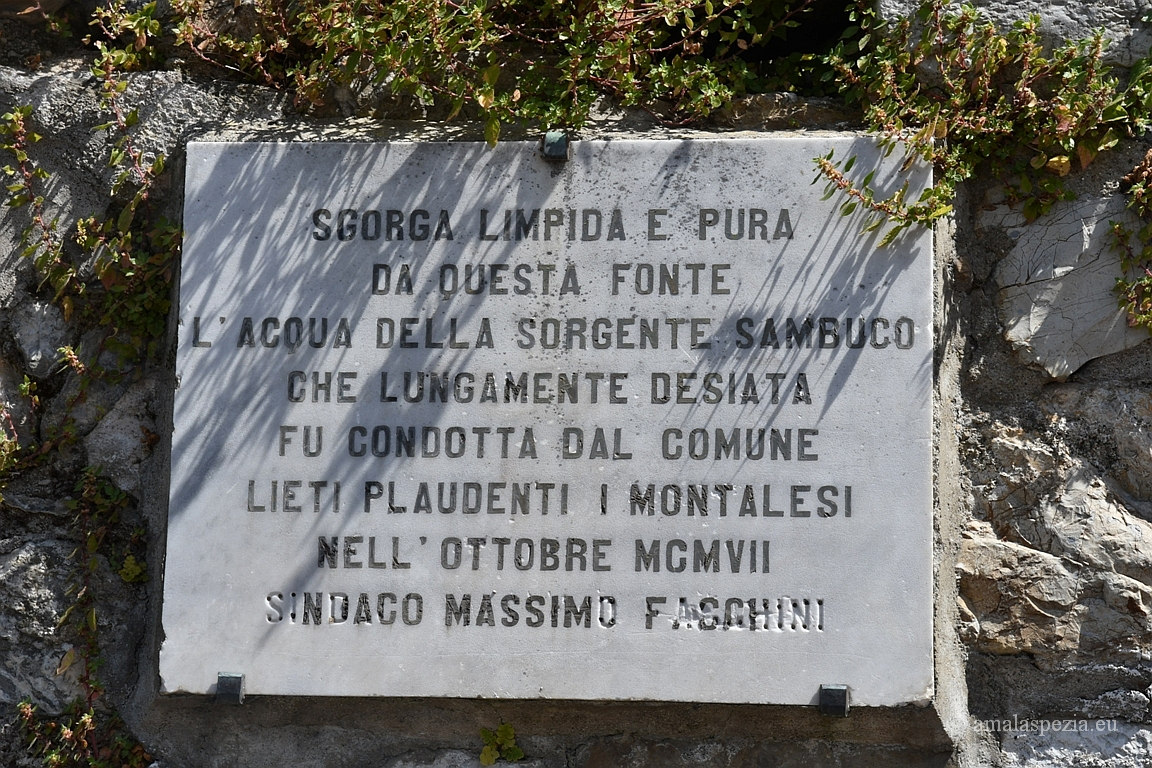 SGORGA LIMPIDA E PURA
DA QUESTA FONTE
L'ACQUA DELLA SORGENTE SAMBUCO
CHE LUNGAMENTE DESIATA
FU CONDOTTA DAL COMUNE
LIETI PLAUDENTI I MONTALESI
NELL'OTTOBRE MCMVII
SINDACO MASSIMO FACCHINI
© amalaspezia.eu